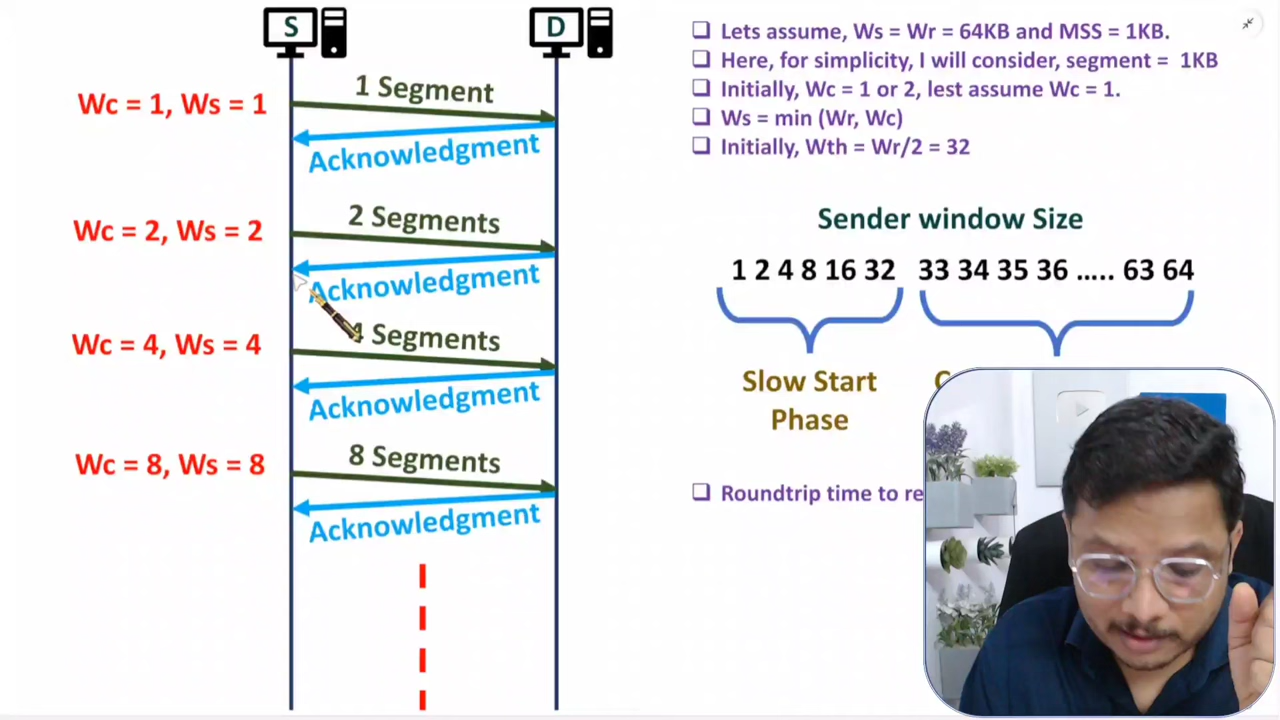 S
D
Wc = 1, Ws = 1
1 Segment
Acknowledgment
Wc = 2, Ws = 2
2 Segments
Acknowledgment
Wc = 4, Ws = 4
4 Segments
Acknowledgment
Wc = 8, Ws = 8
8 Segments
Acknowledgment
❑ Lets assume, Ws = Wr = 64KB and MSS = 1KB.
❑ Here, for simplicity, I will consider, segment = 1KB
❑ Initially, Wc = 1 or 2, lest assume Wc = 1.
❑ Ws = min (Wr, Wc)
❑ Initially, Wth = Wr/2 = 32
Sender window Size
1 2 4 8 16 32 33 34 35 36 ..... 63 64
Slow Start
Phase
❑ Roundtrip time to